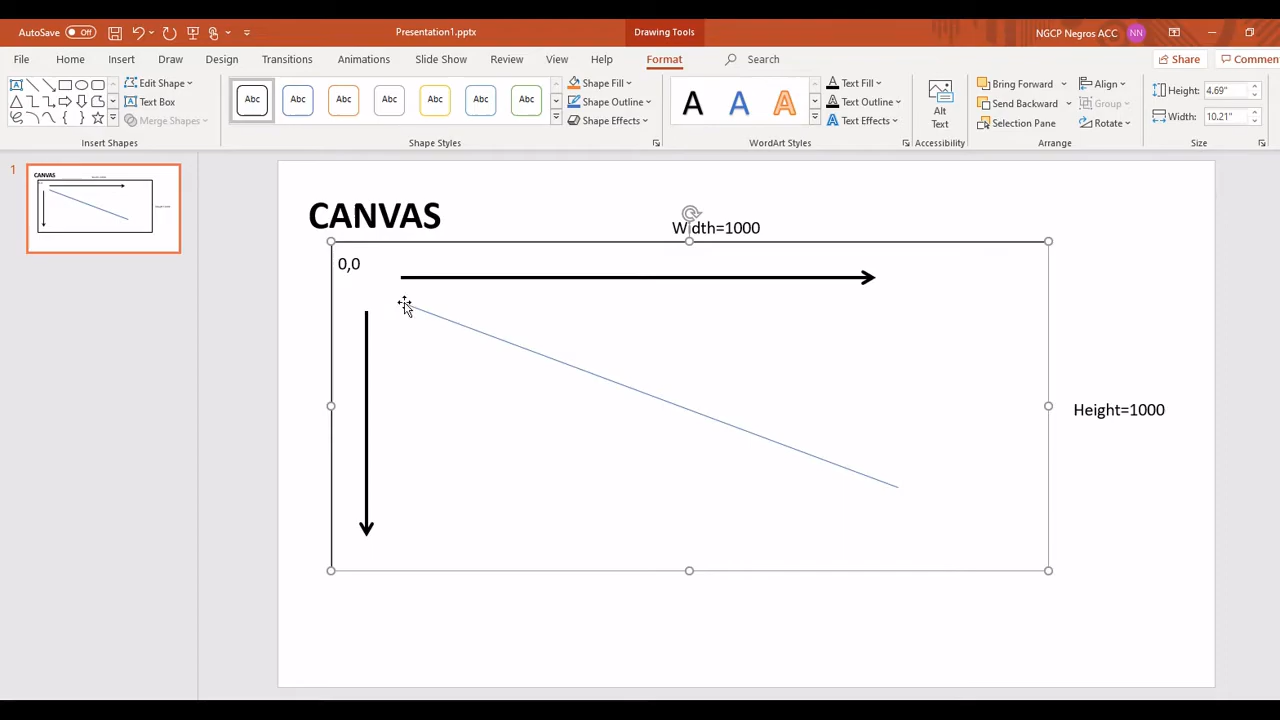 AutoSave Off Presentation1.pptx Drawing Tools NGCP Negros ACC NN
File Home Insert Draw Design Transitions Animations Slide Show Review View Help Format Search Share Commen
Edit Shape Abc Abc Abc Abc Abc Abc Abc Shape Fill A A A Text Fill Alt Text Bring Forward Align Height: 4.69"
Text Box Shape Outline Text Outline Send Backward Group Width: 10.21"
Merge Shapes Shape Effects Text Effects Selection Pane Rotate
Insert Shapes Shape Styles WordArt Styles Accessibility Arrange Size
1
CANVAS
CANVAS
Width=1000
0,0
Height=1000